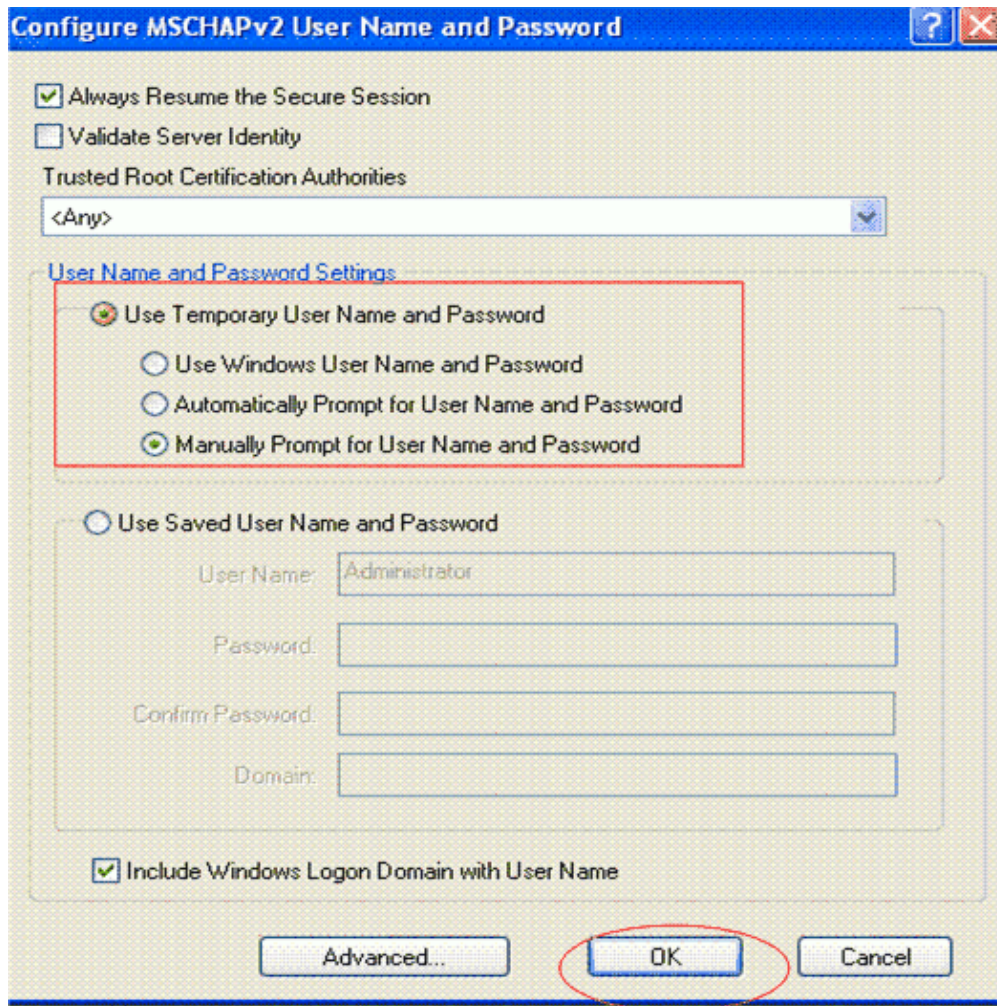 Configure MSCHAPv2 User Name and Password
Always Resume the Secure Session
Validate Server Identity
Trusted Root Certification Authorities
<Any>
User Name and Password Settings
Use Temporary User Name and Password
Use Windows User Name and Password
Automatically Prompt for User Name and Password
Manually Prompt for User Name and Password
Use Saved User Name and Password
User Name: Administrator
Password:
Confirm Password:
Domain:
Include Windows Logon Domain with User Name
Advanced... OK Cancel